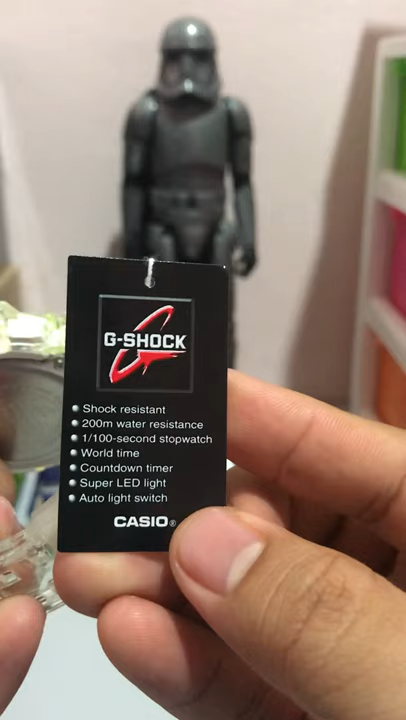 G-SHOCK
Shock resistant
200m water resistance
1/100-second stopwatch
World time
Countdown timer
Super LED light
Auto light switch
CASIO®